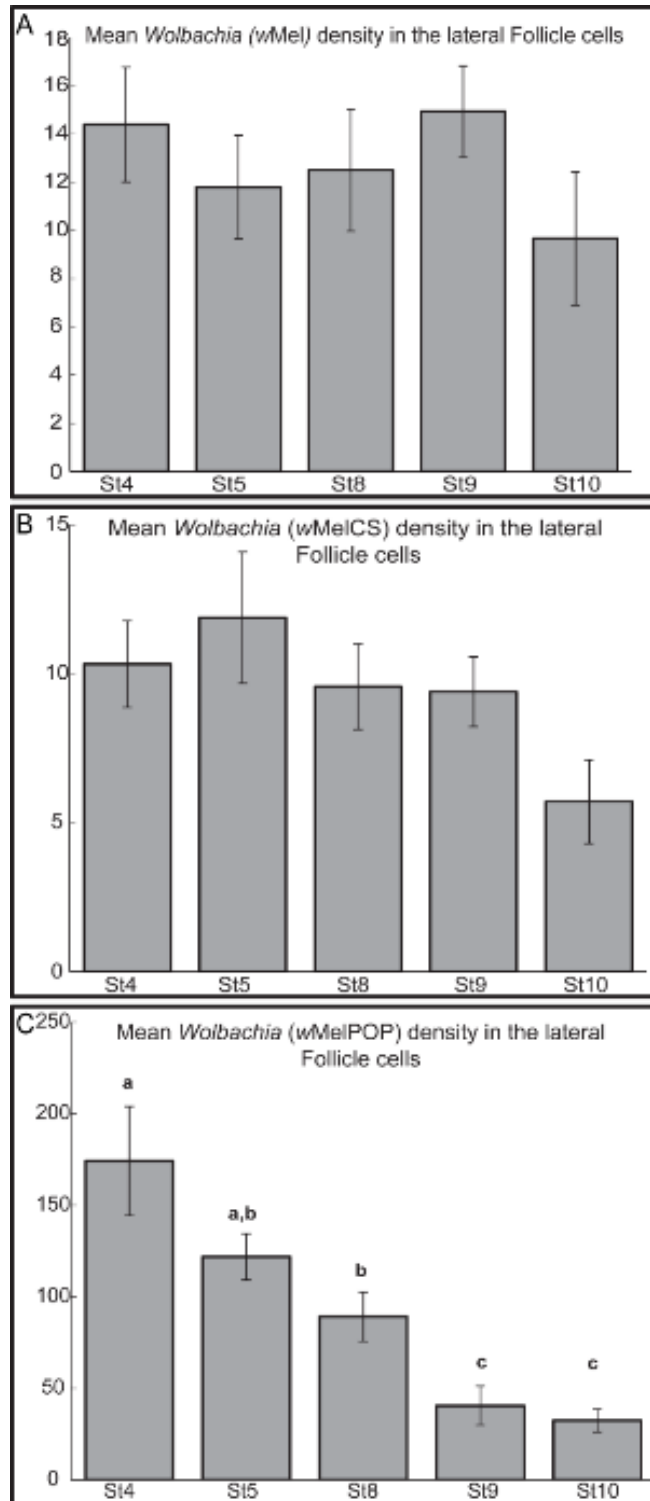 A
Mean Wolbachia (wMel) density in the lateral Follicle cells
18
16
14
12
10
8
6
4
2
0
St4 St5 St8 St9 St10
B
Mean Wolbachia (wMelCS) density in the lateral
Follicle cells
15
10
5
0
St4 St5 St8 St9 St10
C
Mean Wolbachia (wMelPOP) density in the lateral
Follicle cells
250
200
150
100
50
0
a
a,b
b
c c
St4 St5 St8 St9 St10